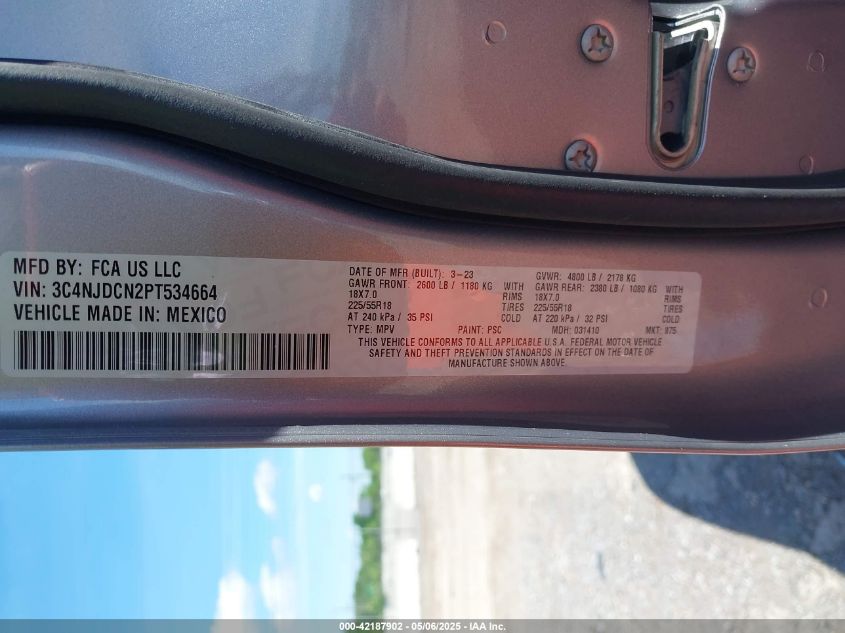 MFD BY: FCA US LLC
VIN: 3C4NJDCN2PT534664
VEHICLE MADE IN: MEXICO
DATE OF MFR (BUILT): 3-23
GAWR FRONT: 2600 LB / 1180 KG WITH
18X7.0 RIMS
225/55R18 TIRES
AT 240 kPa / 35 PSI COLD
TYPE: MPV PAINT: PSC
GVWR: 4800 LB / 2178 KG
GAWR REAR: 2380 LB / 1080 KG WITH
18X7.0 RIMS
225/55R18 TIRES
AT 220 kPa / 32 PSI COLD
MDH: 031410 MKT: 975
THIS VEHICLE CONFORMS TO ALL APPLICABLE U.S.A. FEDERAL MOTOR VEHICLE
SAFETY AND THEFT PREVENTION STANDARDS IN EFFECT ON THE DATE OF
MANUFACTURE SHOWN ABOVE.
000-42187902 - 05/06/2025 - IAA Inc.